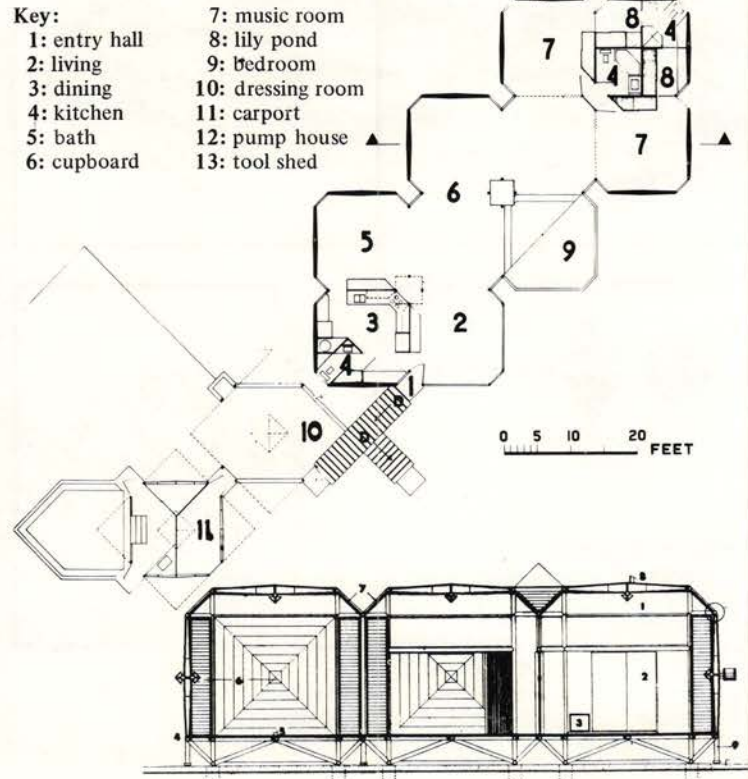 Key:
1: entry hall
2: living
3: dining
4: kitchen
5: bath
6: cupboard
7: music room
8: lily pond
9: bedroom
10: dressing room
11: carport
12: pump house
13: tool shed
8
4
7
4
8
7
6
5
9
3
2
4
1
D
D
10
0 5 10 20 FEET
11
7
8
1
6
2
3
4
5
9